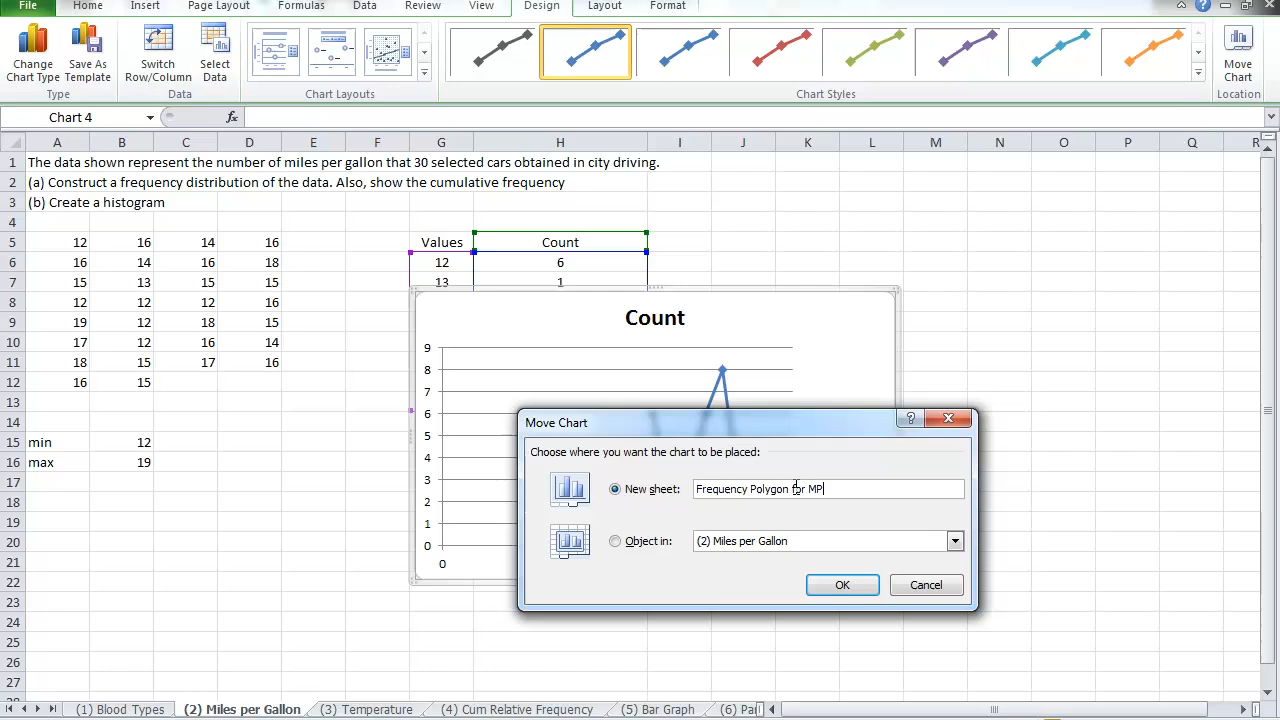 File Home Insert Page Layout Formulas Data Review View Design Layout Format
Change Chart Type Save As Template Switch Row/Column Select Data Move Chart
Type Data Chart Layouts Chart Styles Location
Chart 4 fx
A B C D E F G H I J K L M N O P Q R
1 The data shown represent the number of miles per gallon that 30 selected cars obtained in city driving.
2 (a) Construct a frequency distribution of the data. Also, show the cumulative frequency
3 (b) Create a histogram
4
5 12 16 14 16 Values Count
6 16 14 16 18 12 6
7 15 13 15 15 13 1
8 12 12 12 16
9 19 12 18 15
10 17 12 16 14
11 18 15 17 16
12 16 15
13
14
15 min 12
16 max 19
17
18
19
20
21
22
23
24
25
26
27
Count
9
8
7
6
5
4
3
2
1
0
0
Move Chart
Choose where you want the chart to be placed:
New sheet: Frequency Polygon for MP
Object in: (2) Miles per Gallon
OK Cancel
(1) Blood Types (2) Miles per Gallon (3) Temperature (4) Cum Relative Frequency (5) Bar Graph (6) Par